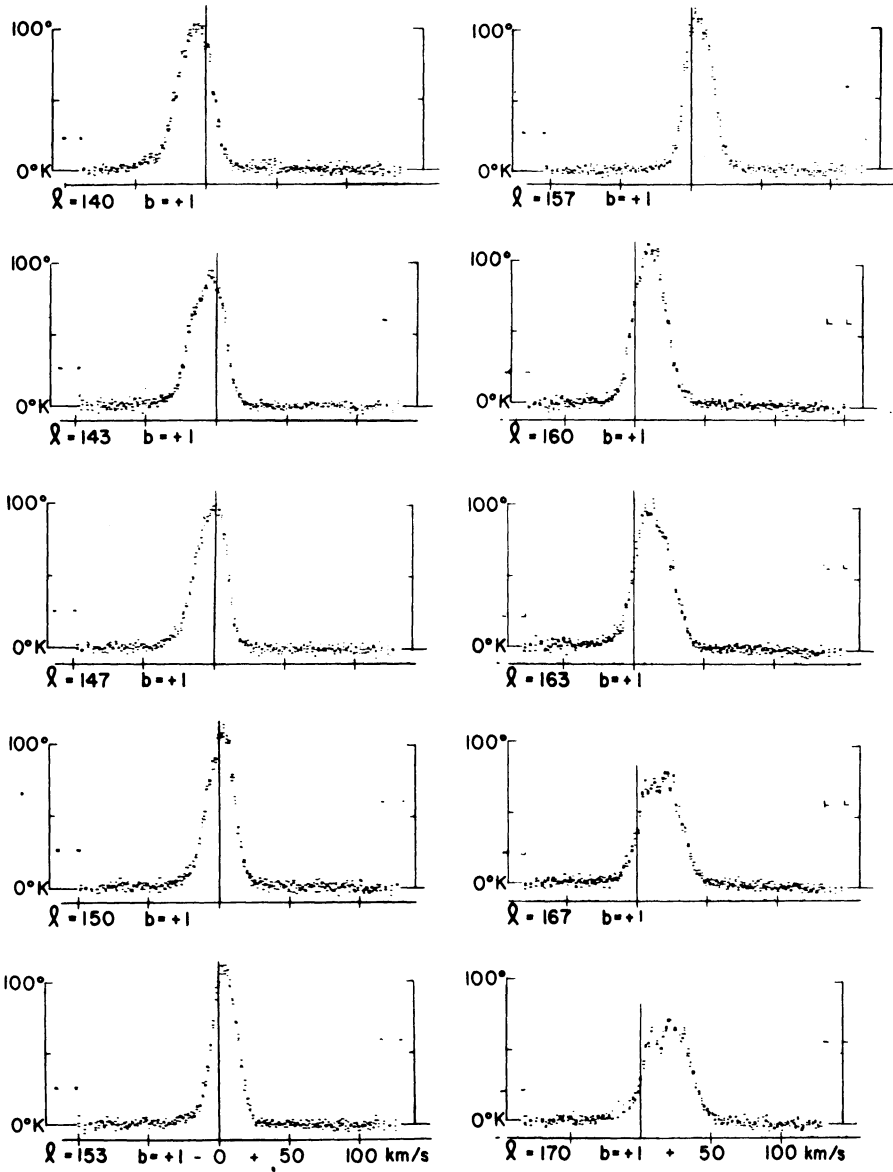 100°
0°K
ℓ = 140 b = +1
100°
0°K
ℓ = 143 b = +1
100°
0°K
ℓ = 147 b = +1
100°
0°K
ℓ = 150 b = +1
100°
0°K
ℓ = 153 b = +1 - 0 + 50 100 km/s
100°
0°K
ℓ = 157 b = +1
100°
0°K
ℓ = 160 b = +1
100°
0°K
ℓ = 163 b = +1
100°
0°K
ℓ = 167 b = +1
100°
0°K
ℓ = 170 b = +1 + 50 100 km/s